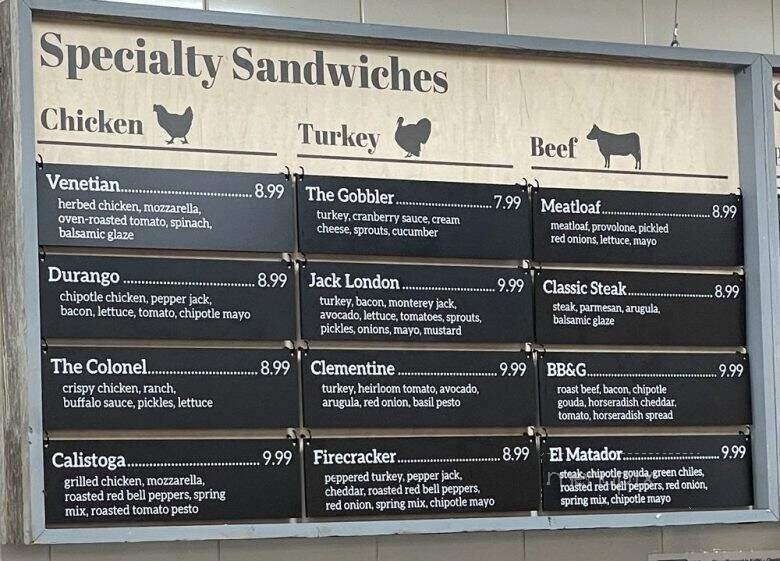 Specialty Sandwiches
Chicken
Venetian 8.99
herbed chicken, mozzarella,
oven-roasted tomato, spinach,
balsamic glaze
Durango 8.99
chipotle chicken, pepper jack,
bacon, lettuce, tomato, chipotle mayo
The Colonel 8.99
crispy chicken, ranch,
buffalo sauce, pickles, lettuce
Calistoga 9.99
grilled chicken, mozzarella,
roasted red bell peppers, spring
mix, roasted tomato pesto
Turkey
The Gobbler 7.99
turkey, cranberry sauce, cream
cheese, sprouts, cucumber
Jack London 9.99
turkey, bacon, monterey jack,
avocado, lettuce, tomatoes, sprouts,
pickles, onions, mayo, mustard
Clementine 9.99
turkey, heirloom tomato, avocado,
arugula, red onion, basil pesto
Firecracker 8.99
peppered turkey, pepper jack,
cheddar, roasted red bell peppers,
red onion, spring mix, chipotle mayo
Beef
Meatloaf 8.99
meatloaf, provolone, pickled
red onions, lettuce, mayo
Classic Steak 8.99
steak, parmesan, arugula,
balsamic glaze
BB&G 9.99
roast beef, bacon, chipotle
gouda, horseradish cheddar,
tomato, horseradish spread
El Matador 9.99
steak, chipotle gouda, green chiles,
roasted red bell peppers, red onion,
spring mix, chipotle mayo